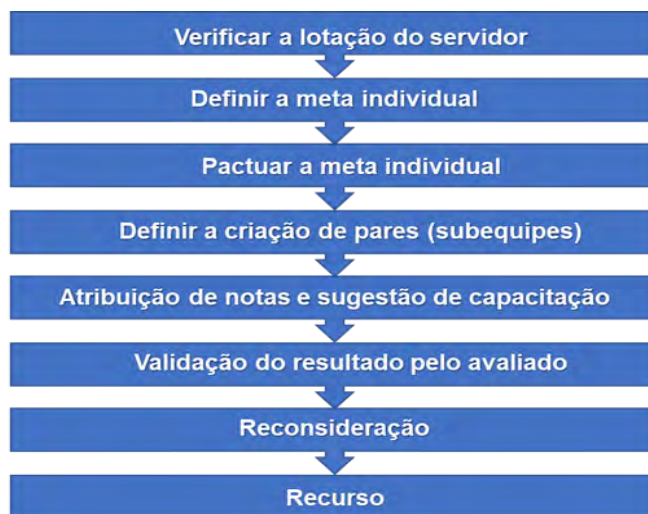 Verificar a lotação do servidor
Definir a meta individual
Pactuar a meta individual
Definir a criação de pares (subequipes)
Atribuição de notas e sugestão de capacitação
Validação do resultado pelo avaliado
Reconsideração
Recurso